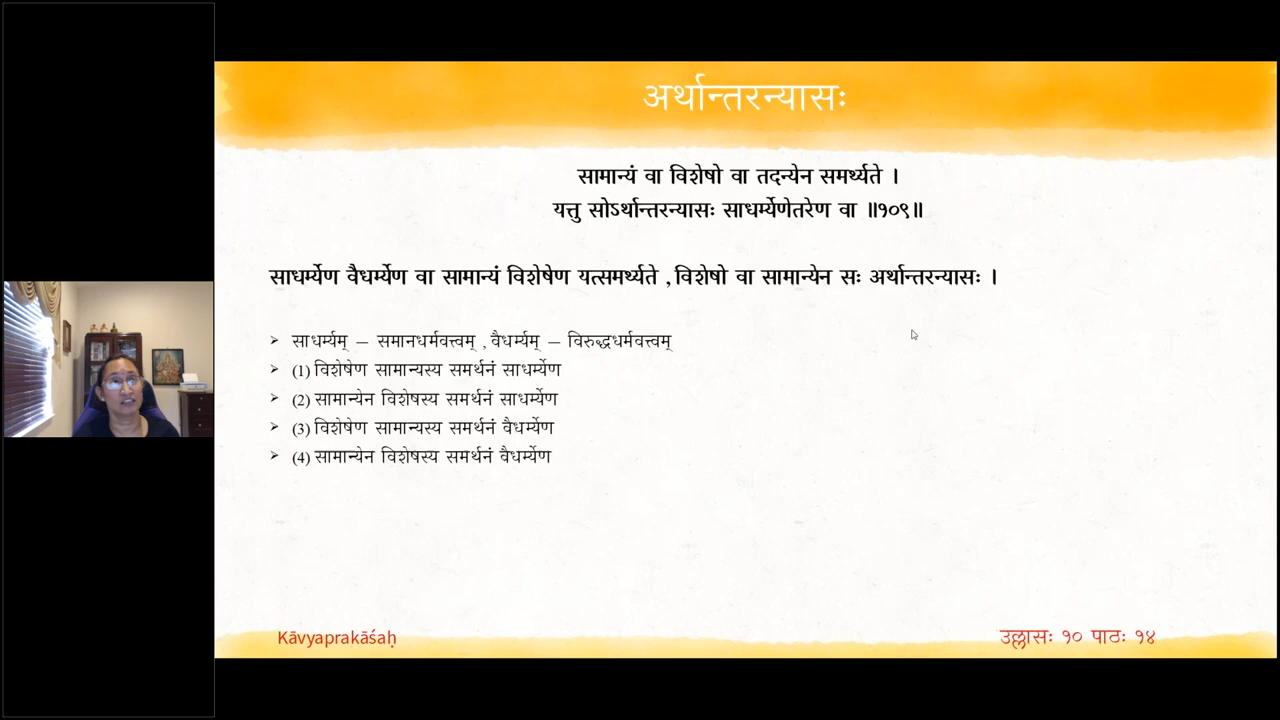 अर्थान्तरन्यासः
सामान्यं वा विशेषो वा तदन्येन समर्थ्यते ।
यत्तु सोऽर्थान्तरन्यासः साधर्म्येणेतरेण वा ॥१०९॥
साधर्म्येण वैधर्म्येण वा सामान्यं विशेषेण यत्समर्थ्यते , विशेषो वा सामान्येन सः अर्थान्तरन्यासः ।
➢ साधर्म्यम् – समानधर्मवत्त्वम् , वैधर्म्यम् – विरुद्धधर्मवत्त्वम्
➢ (1) विशेषेण सामान्यस्य समर्थनं साधर्म्येण
➢ (2) सामान्येन विशेषस्य समर्थनं साधर्म्येण
➢ (3) विशेषेण सामान्यस्य समर्थनं वैधर्म्येण
➢ (4) सामान्येन विशेषस्य समर्थनं वैधर्म्येण
Kāvyaprakāśaḥ
उल्लासः १० पाठः १४